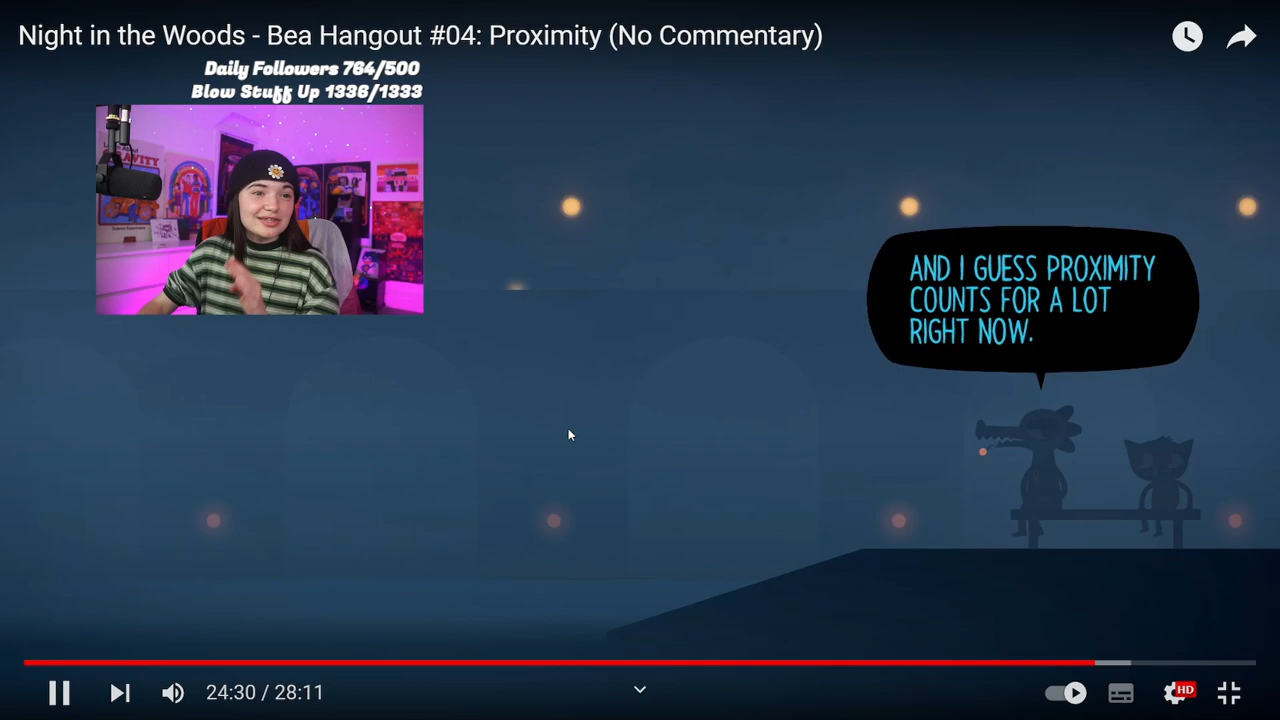 Night in the Woods - Bea Hangout #04: Proximity (No Commentary)
Daily Followers 764/500
Blow Stuff Up 1336/1333
AND I GUESS PROXIMITY
COUNTS FOR A LOT
RIGHT NOW.
24:30 / 28:11
HD